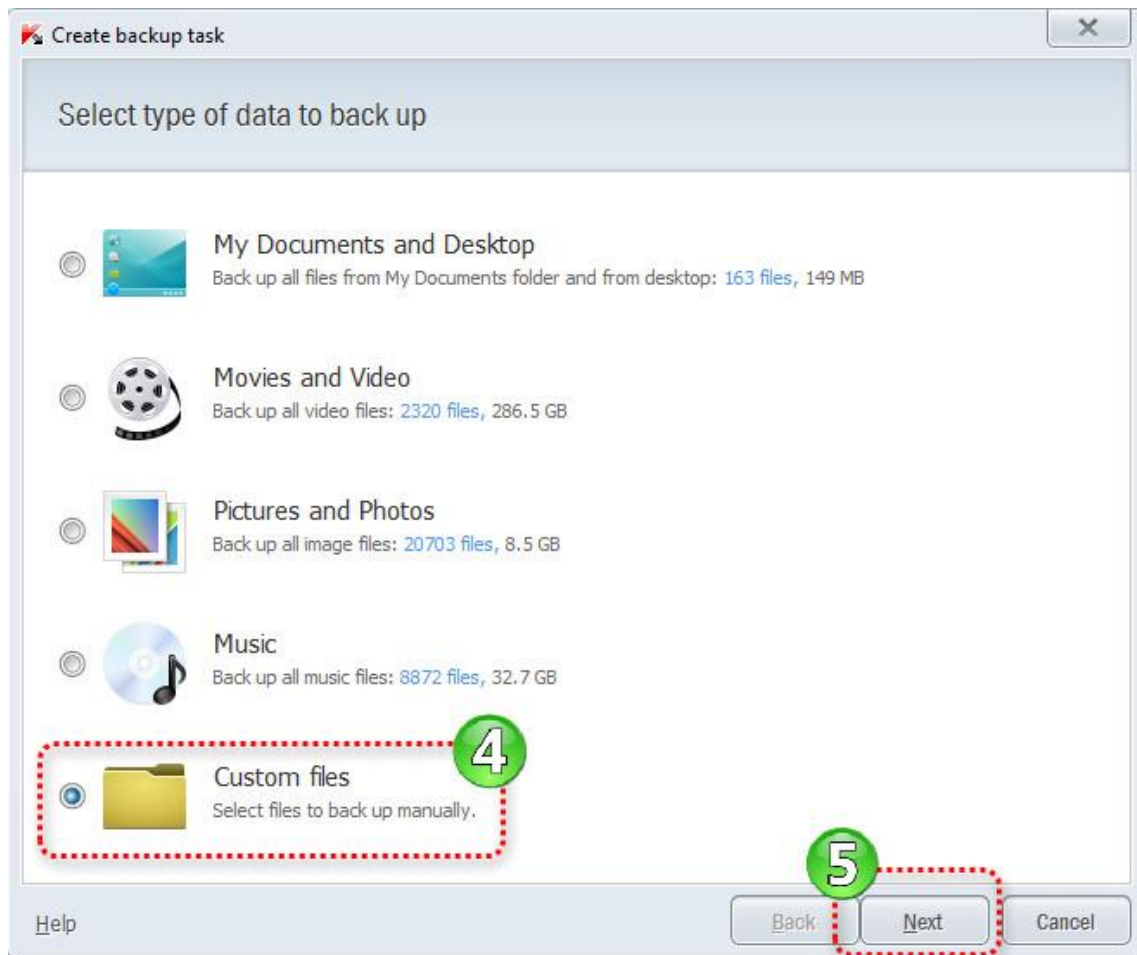 Create backup task
Select type of data to back up
My Documents and Desktop
Back up all files from My Documents folder and from desktop: 163 files, 149 MB
Movies and Video
Back up all video files: 2320 files, 286.5 GB
Pictures and Photos
Back up all image files: 20703 files, 8.5 GB
Music
Back up all music files: 8872 files, 32.7 GB
4
Custom files
Select files to back up manually.
5
Help Back Next Cancel